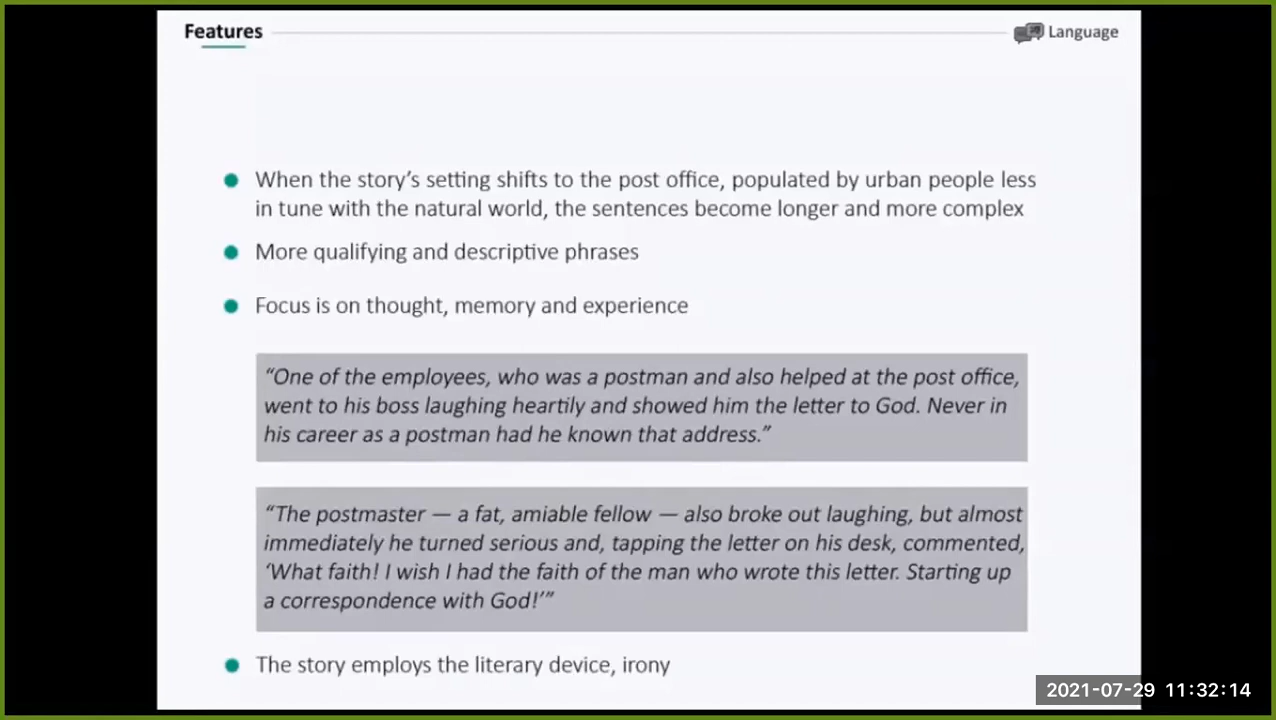 Features
Language
When the story’s setting shifts to the post office, populated by urban people less
in tune with the natural world, the sentences become longer and more complex
More qualifying and descriptive phrases
Focus is on thought, memory and experience
“One of the employees, who was a postman and also helped at the post office,
went to his boss laughing heartily and showed him the letter to God. Never in
his career as a postman had he known that address.”
“The postmaster — a fat, amiable fellow — also broke out laughing, but almost
immediately he turned serious and, tapping the letter on his desk, commented,
‘What faith! I wish I had the faith of the man who wrote this letter. Starting up
a correspondence with God!’”
The story employs the literary device, irony
2021-07-29 11:32:14